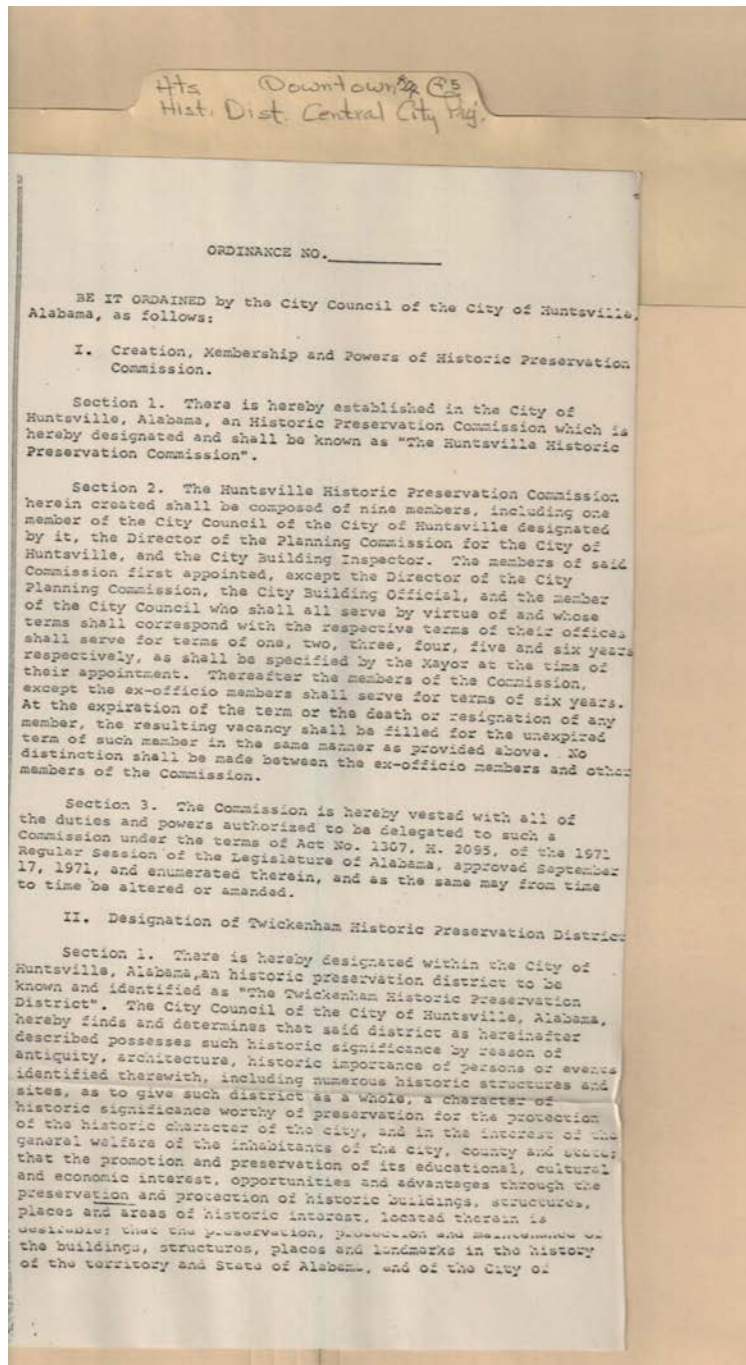 Hts Downtown
Hist. Dist. Central City
ORDINANCE NO.___________
BE IT ORDAINED by the City Council of the City of Huntsville,
Alabama, as follows:
I. Creation, Membership and Powers of Historic Preservation
Commission.
Section 1. There is hereby established in the City of
Huntsville, Alabama, an Historic Preservation Commission which is
hereby designated and shall be known as "The Huntsville Historic
Preservation Commission".
Section 2. The Huntsville Historic Preservation Commission
herein created shall be composed of nine members, including one
member of the City Council of the City of Huntsville designated
by it, the Director of the Planning Commission for the City of
Huntsville, and the City Building Inspector. The members of said
Commission first appointed, except the Director of the City
Planning Commission, the City Building Official, and the member
of the City Council who shall all serve by virtue of and whose
terms shall correspond with the respective terms of their offices
shall serve for terms of one, two, three, four, five and six years
respectively, as shall be specified by the Mayor at the time of
their appointment. Thereafter the members of the Commission,
except the ex-officio members shall serve for terms of six years.
At the expiration of the term or the death or resignation of any
member, the resulting vacancy shall be filled for the unexpired
term of such member in the same manner as provided above. No
distinction shall be made between the ex-officio members and other
members of the Commission.
Section 3. The Commission is hereby vested with all of
the duties and powers authorized to be delegated to such a
Commission under the terms of Act No. 1307, H. 2095, of the 1971
Regular Session of the Legislature of Alabama, approved September
17, 1971, and enumerated therein, and as the same may from time
to time be altered or amended.
II. Designation of Twickenham Historic Preservation District
Section 1. There is hereby designated within the City of
Huntsville, Alabama,an historic preservation district to be
known and identified as "The Twickenham Historic Preservation
District". The City Council of the City of Huntsville, Alabama,
hereby finds and determines that said district as hereinafter
described possesses such historic significance by reason of
antiquity, architecture, historic importance of persons or events
identified therewith, including numerous historic structures and
sites, as to give such district as a whole, a character of
historic significance worthy of preservation for the protection
of the historic character of the city, and in the interest of the
general welfare of the inhabitants of the city, county and state;
that the promotion and preservation of its educational, cultural
and economic interest, opportunities and advantages through the
preservation and protection of historic buildings, structures,
places and areas of historic interest, located therein is
desirable; that the preservation, protection and maintenance of
the buildings, structures, places and landmarks in the history
of the territory and State of Alabama, and of the City of